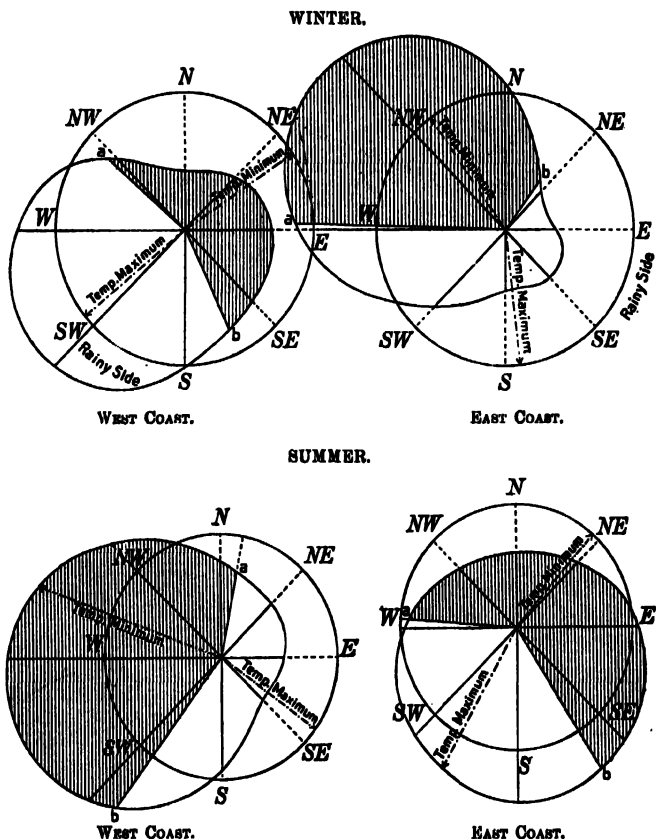 WINTER.
N
NW
NE
a
Temp. Minimum
W
E
Temp. Maximum
SW
Rainy Side
b
SE
S
WEST COAST.
N
NW
NE
Temp. Minimum
b
a
W
E
Temp. Maximum
Rainy Side
SW
SE
S
EAST COAST.
SUMMER.
N
NW
a
NE
Temp. Minimum
W
E
Temp. Maximum
SW
SE
S
b
WEST COAST.
N
NW
NE
Temp. Minimum
a
W
E
Temp. Maximum
SW
SE
S
b
EAST COAST.